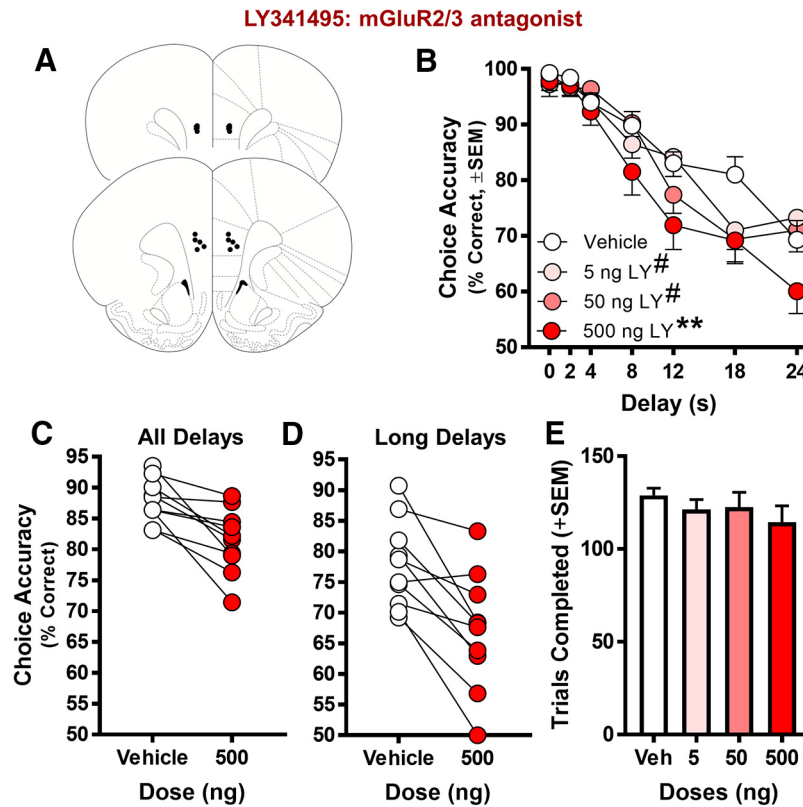 LY341495: mGluR2/3 antagonist
A
B
Choice Accuracy
(% Correct, ±SEM)
100
90
80
70
60
50
Vehicle
5 ng LY#
50 ng LY#
500 ng LY**
0 2 4 8 12 18 24
Delay (s)
C
All Delays
Choice Accuracy
(% Correct)
95
90
85
80
75
70
65
60
55
50
Vehicle 500
Dose (ng)
D
Long Delays
95
90
85
80
75
70
65
60
55
50
Vehicle 500
Dose (ng)
E
Trials Completed (+SEM)
150
100
50
0
Veh 5 50 500
Doses (ng)